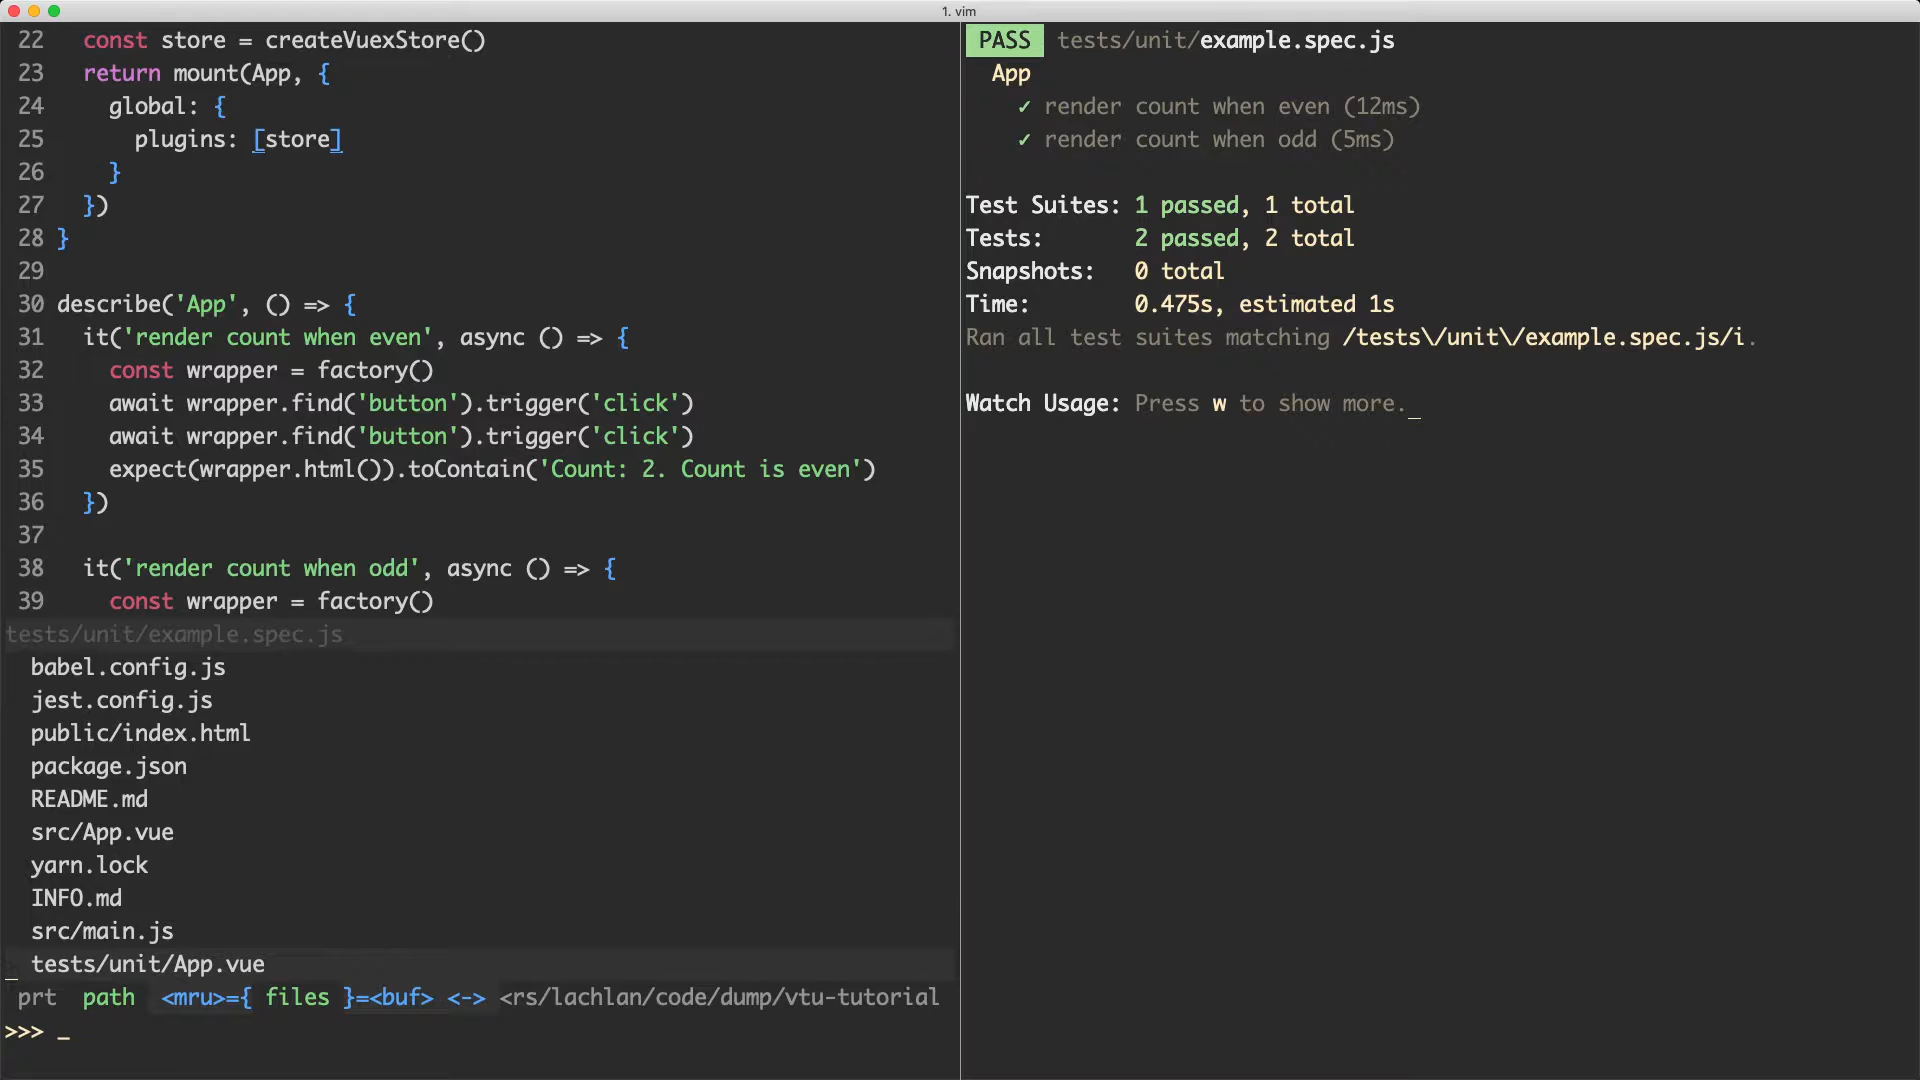 1. vim
22 const store = createVuexStore()
23 return mount(App, {
24 global: {
25 plugins: [store]
26 }
27 })
28 }
29
30 describe('App', () => {
31 it('render count when even', async () => {
32 const wrapper = factory()
33 await wrapper.find('button').trigger('click')
34 await wrapper.find('button').trigger('click')
35 expect(wrapper.html()).toContain('Count: 2. Count is even')
36 })
37
38 it('render count when odd', async () => {
39 const wrapper = factory()
tests/unit/example.spec.js
babel.config.js
jest.config.js
public/index.html
package.json
README.md
src/App.vue
yarn.lock
INFO.md
src/main.js
_ tests/unit/App.vue
prt path <mru>={ files }=<buf> <-> <rs/lachlan/code/dump/vtu-tutorial
>>> _
PASS tests/unit/example.spec.js
App
✓ render count when even (12ms)
✓ render count when odd (5ms)
Test Suites: 1 passed, 1 total
Tests: 2 passed, 2 total
Snapshots: 0 total
Time: 0.475s, estimated 1s
Ran all test suites matching /tests\/unit\/example.spec.js/i.
Watch Usage: Press w to show more._